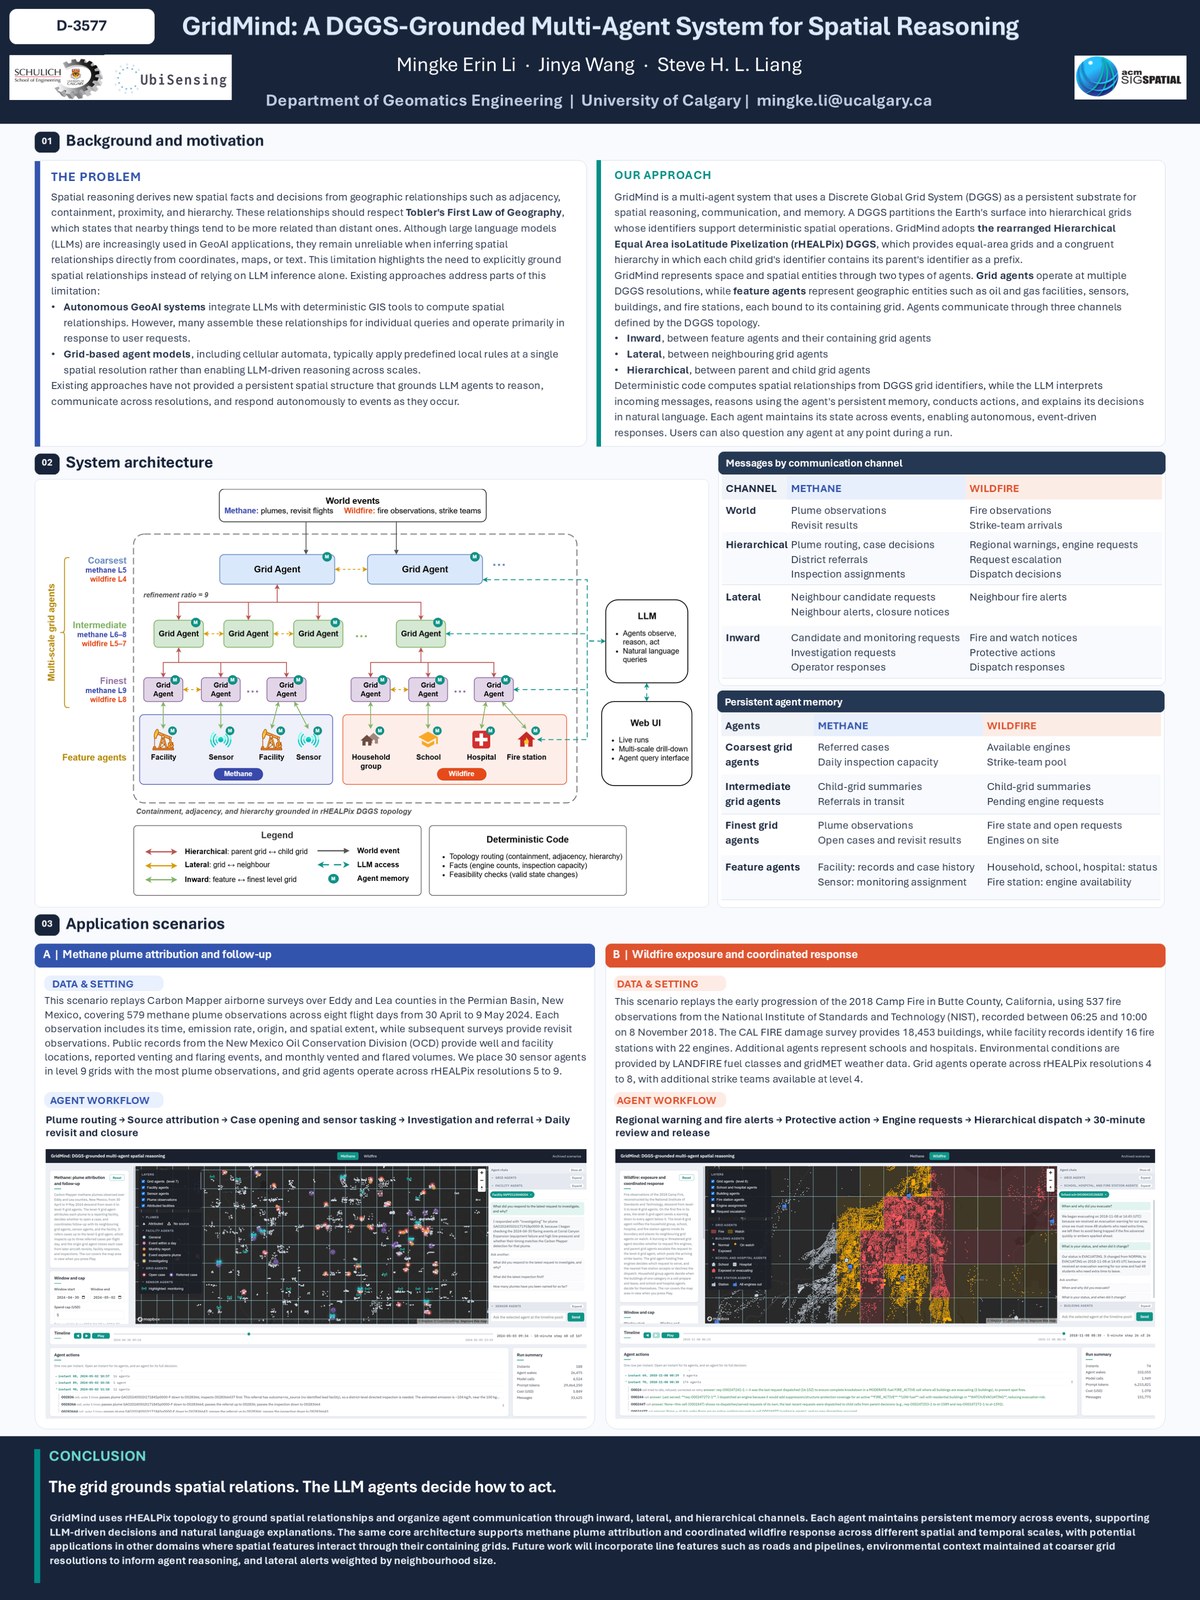 D-3577
GridMind: A DGGS-Grounded Multi-Agent System for Spatial Reasoning
SCHULICH
School of Engineering
UbiSensing
Mingke Erin Li · Jinya Wang · Steve H. L. Liang
acm
SIGSPATIAL
Department of Geomatics Engineering | University of Calgary | mingke.li@ucalgary.ca
01 Background and motivation
THE PROBLEM
Spatial reasoning derives new spatial facts and decisions from geographic relationships such as adjacency,
containment, proximity, and hierarchy. These relationships should respect Tobler's First Law of Geography,
which states that nearby things tend to be more related than distant ones. Although large language models
(LLMs) are increasingly used in GeoAI applications, they remain unreliable when inferring spatial
relationships directly from coordinates, maps, or text. This limitation highlights the need to explicitly ground
spatial relationships instead of relying on LLM inference alone. Existing approaches address parts of this
limitation:
• Autonomous GeoAI systems integrate LLMs with deterministic GIS tools to compute spatial
relationships. However, many assemble these relationships for individual queries and operate primarily in
response to user requests.
• Grid-based agent models, including cellular automata, typically apply predefined local rules at a single
spatial resolution rather than enabling LLM-driven reasoning across scales.
Existing approaches have not provided a persistent spatial structure that grounds LLM agents to reason,
communicate across resolutions, and respond autonomously to events as they occur.
OUR APPROACH
GridMind is a multi-agent system that uses a Discrete Global Grid System (DGGS) as a persistent substrate for
spatial reasoning, communication, and memory. A DGGS partitions the Earth's surface into hierarchical grids
whose identifiers support deterministic spatial operations. GridMind adopts the rearranged Hierarchical
Equal Area isoLatitude Pixelization (rHEALPix) DGGS, which provides equal-area grids and a congruent
hierarchy in which each child grid's identifier contains its parent's identifier as a prefix.
GridMind represents space and spatial entities through two types of agents. Grid agents operate at multiple
DGGS resolutions, while feature agents represent geographic entities such as oil and gas facilities, sensors,
buildings, and fire stations, each bound to its containing grid. Agents communicate through three channels
defined by the DGGS topology.
• Inward, between feature agents and their containing grid agents
• Lateral, between neighbouring grid agents
• Hierarchical, between parent and child grid agents
Deterministic code computes spatial relationships from DGGS grid identifiers, while the LLM interprets
incoming messages, reasons using the agent's persistent memory, conducts actions, and explains its decisions
in natural language. Each agent maintains its state across events, enabling autonomous, event-driven
responses. Users can also question any agent at any point during a run.
02 System architecture
World events
Methane: plumes, revisit flights Wildfire: fire observations, strike teams
Multi-scale grid agents
Coarsest
methane L5
wildfire L4
Grid Agent
M
Grid Agent
M
...
refinement ratio = 9
Intermediate
methane L6–8
wildfire L5–7
Grid Agent
M
Grid Agent
M
Grid Agent
M
...
Grid Agent
M
Finest
methane L9
wildfire L8
Grid Agent
M
Grid Agent
M
...
Grid Agent
M
Grid Agent
M
Grid Agent
M
...
Grid Agent
M
Feature agents
M
Facility
M
Sensor
M
Facility
M
Sensor
Methane
M
Household group
M
School
M
Hospital
M
Fire station
Wildfire
Containment, adjacency, and hierarchy grounded in rHEALPix DGGS topology
LLM
• Agents observe, reason, act
• Natural language queries
Web UI
• Live runs
• Multi-scale drill-down
• Agent query interface
Legend
Hierarchical: parent grid ↔ child grid
Lateral: grid ↔ neighbour
Inward: feature ↔ finest level grid
World event
LLM access
M Agent memory
Deterministic Code
• Topology routing (containment, adjacency, hierarchy)
• Facts (engine counts, inspection capacity)
• Feasibility checks (valid state changes)
Messages by communication channel
CHANNEL METHANE WILDFIRE
World Plume observations Fire observations
Revisit results Strike-team arrivals
Hierarchical Plume routing, case decisions Regional warnings, engine requests
District referrals Request escalation
Inspection assignments Dispatch decisions
Lateral Neighbour candidate requests Neighbour fire alerts
Neighbour alerts, closure notices
Inward Candidate and monitoring requests Fire and watch notices
Investigation requests Protective actions
Operator responses Dispatch responses
Persistent agent memory
Agents METHANE WILDFIRE
Coarsest grid Referred cases Available engines
agents Daily inspection capacity Strike-team pool
Intermediate Child-grid summaries Child-grid summaries
grid agents Referrals in transit Pending engine requests
Finest grid Plume observations Fire state and open requests
agents Open cases and revisit results Engines on site
Feature agents Facility: records and case history Household, school, hospital: status
Sensor: monitoring assignment Fire station: engine availability
03 Application scenarios
A | Methane plume attribution and follow-up
DATA & SETTING
This scenario replays Carbon Mapper airborne surveys over Eddy and Lea counties in the Permian Basin, New
Mexico, covering 579 methane plume observations across eight flight days from 30 April to 9 May 2024. Each
observation includes its time, emission rate, origin, and spatial extent, while subsequent surveys provide revisit
observations. Public records from the New Mexico Oil Conservation Division (OCD) provide well and facility
locations, reported venting and flaring events, and monthly vented and flared volumes. We place 30 sensor agents
in level 9 grids with the most plume observations, and grid agents operate across rHEALPix resolutions 5 to 9.
AGENT WORKFLOW
Plume routing → Source attribution → Case opening and sensor tasking → Investigation and referral → Daily
revisit and closure
GridMind: DGGS-grounded multi-agent spatial reasoning Methane Wildfire
Methane: plume attribution and follow-up
Window and cap
Timeline
Play
Agent actions
Run summary
B | Wildfire exposure and coordinated response
DATA & SETTING
This scenario replays the early progression of the 2018 Camp Fire in Butte County, California, using 537 fire
observations from the National Institute of Standards and Technology (NIST), recorded between 06:25 and 10:00
on 8 November 2018. The CAL FIRE damage survey provides 18,453 buildings, while facility records identify 16 fire
stations with 22 engines. Additional agents represent schools and hospitals. Environmental conditions are
provided by LANDFIRE fuel classes and gridMET weather data. Grid agents operate across rHEALPix resolutions 4
to 8, with additional strike teams available at level 4.
AGENT WORKFLOW
Regional warning and fire alerts → Protective action → Engine requests → Hierarchical dispatch → 30-minute
review and release
GridMind: DGGS-grounded multi-agent spatial reasoning Methane Wildfire
Wildfire: exposure and coordinated response
Timeline
Play
Agent actions
Run summary
CONCLUSION
The grid grounds spatial relations. The LLM agents decide how to act.
GridMind uses rHEALPix topology to ground spatial relationships and organize agent communication through inward, lateral, and hierarchical channels. Each agent maintains persistent memory across events, supporting
LLM-driven decisions and natural language explanations. The same core architecture supports methane plume attribution and coordinated wildfire response across different spatial and temporal scales, with potential
applications in other domains where spatial features interact through their containing grids. Future work will incorporate line features such as roads and pipelines, environmental context maintained at coarser grid
resolutions to inform agent reasoning, and lateral alerts weighted by neighbourhood size.